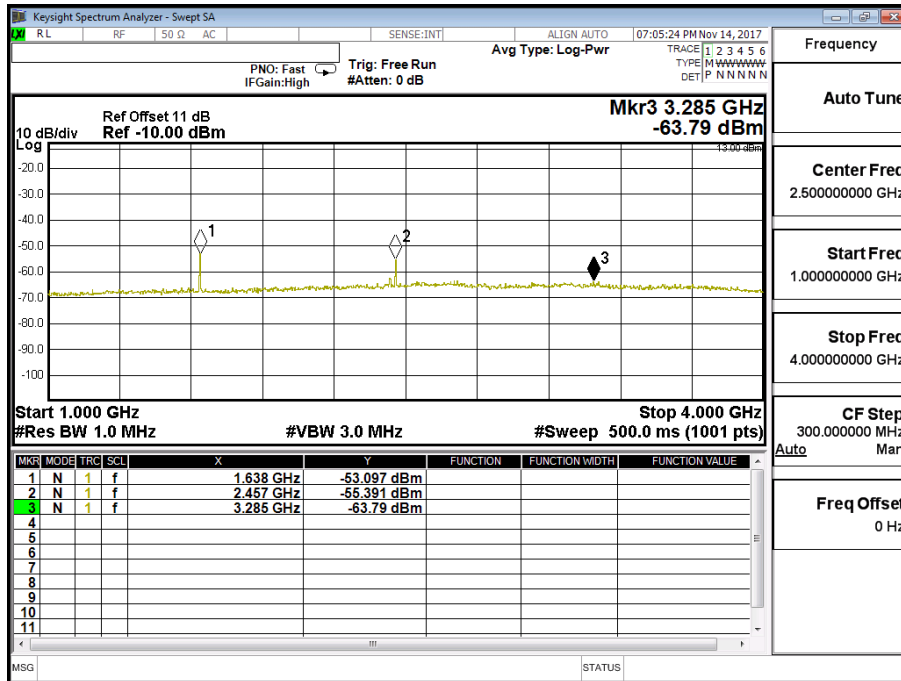 Keysight Spectrum Analyzer - Swept SA
LXI RL RF 50 Ω AC SENSE:INT ALIGN AUTO 07:05:24 PM Nov 14, 2017
Avg Type: Log-Pwr
TRACE 1 2 3 4 5 6
TYPE M WWWWW
DET P N N N N N
PNO: Fast
IFGain:High
Trig: Free Run
#Atten: 0 dB
Mkr3 3.285 GHz
-63.79 dBm
Ref Offset 11 dB
Ref -10.00 dBm
10 dB/div
Log
-13.00 dBm
-20.0
-30.0
-40.0
-50.0
-60.0
-70.0
-80.0
-90.0
-100
1
2
3
Start 1.000 GHz
Stop 4.000 GHz
#Res BW 1.0 MHz
#VBW 3.0 MHz
#Sweep 500.0 ms (1001 pts)
MKR MODE TRC SCL X Y FUNCTION FUNCTION WIDTH FUNCTION VALUE
1 N 1 f 1.638 GHz -53.097 dBm
2 N 1 f 2.457 GHz -55.391 dBm
3 N 1 f 3.285 GHz -63.79 dBm
4
5
6
7
8
9
10
11
MSG
STATUS
Frequency
Auto Tune
Center Freq
2.500000000 GHz
Start Freq
1.000000000 GHz
Stop Freq
4.000000000 GHz
CF Step
300.000000 MHz
Auto Man
Freq Offset
0 Hz